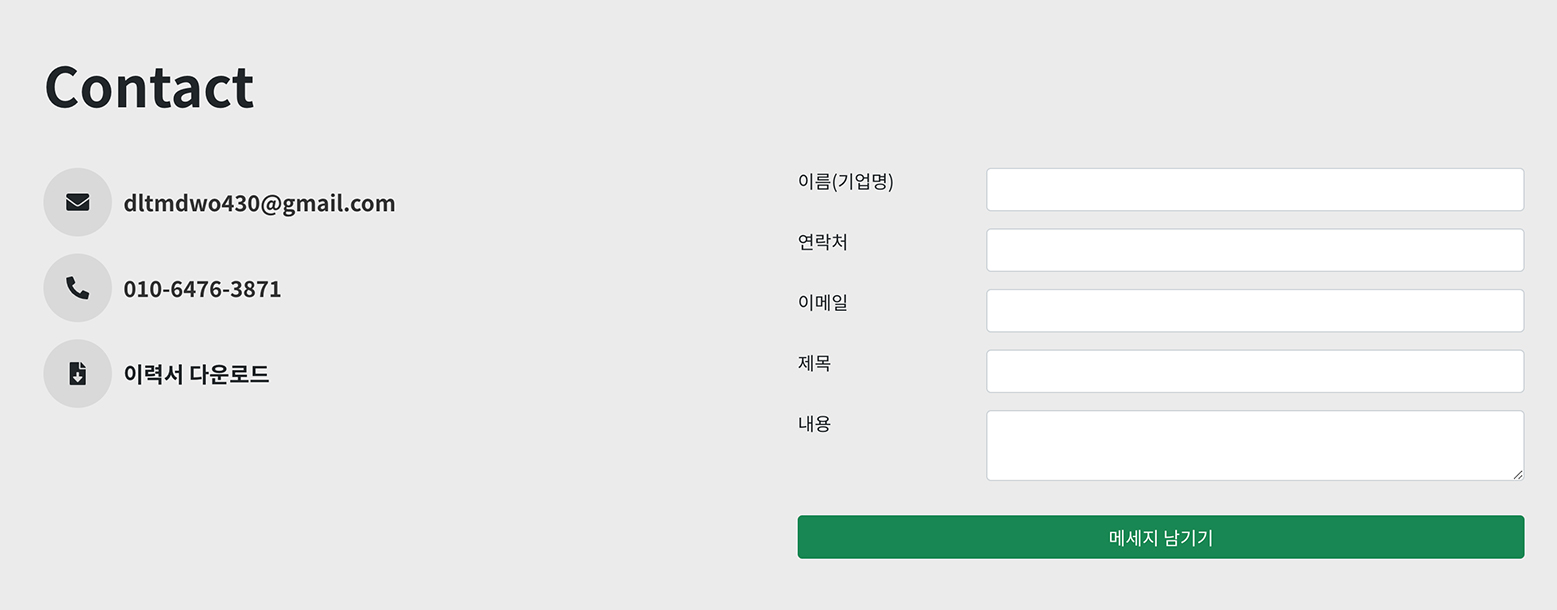 Contact
dltmdwo430@gmail.com
010-6476-3871
이력서 다운로드
이름(기업명)
연락처
이메일
제목
내용
메세지 남기기